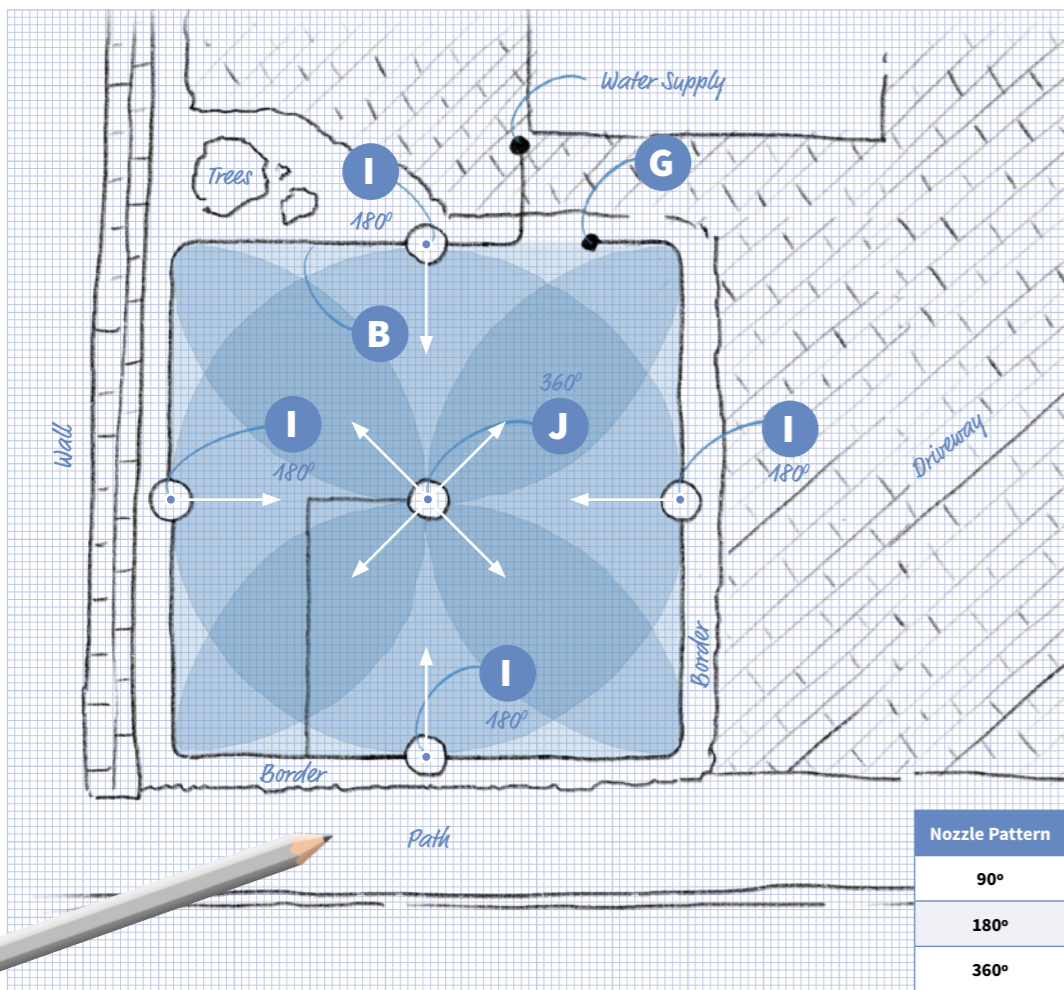 Water Supply
G
I
Trees
180º
B
360º
J
I
I
Wall
Driveway
180º
180º
Border
I
180º
Border
Path
Nozzle Pattern
90º
180º
360º